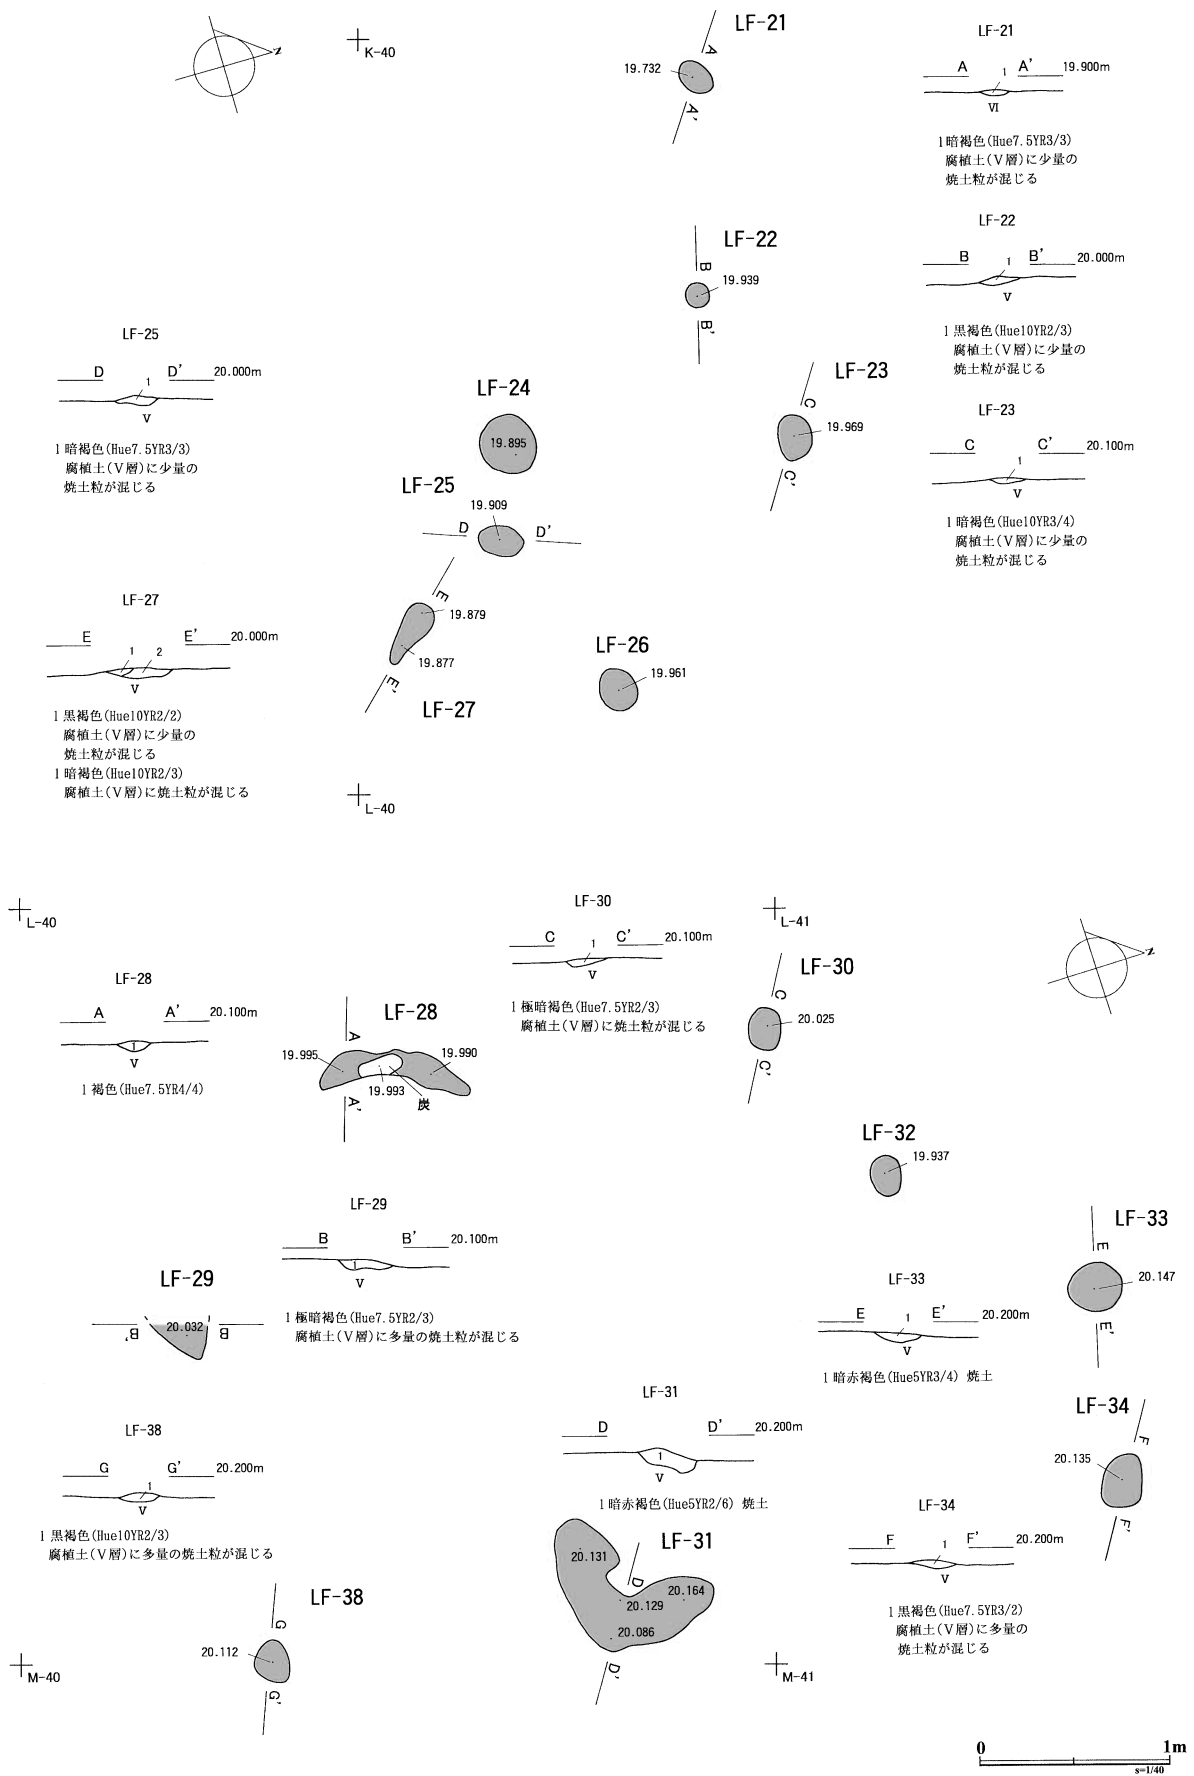 N
K-40
LF-21
A
19.732
A'
LF-21
A
1
A'
19.900m
VI
1 暗褐色(Hue7.5YR3/3)
腐植土(Ⅴ層)に少量の
焼土粒が混じる
LF-22
B
19.939
B'
LF-22
B
1
B'
20.000m
V
1 黒褐色(Hue10YR2/3)
腐植土(Ⅴ層)に少量の
焼土粒が混じる
LF-25
D
1
D'
20.000m
V
1 暗褐色(Hue7.5YR3/3)
腐植土(Ⅴ層)に少量の
焼土粒が混じる
LF-24
19.895
LF-23
C
19.969
C'
LF-23
C
1
C'
20.100m
V
1 暗褐色(Hue10YR3/4)
腐植土(Ⅴ層)に少量の
焼土粒が混じる
LF-25
19.909
D
D'
E
19.879
19.877
E'
LF-27
LF-26
19.961
LF-27
E
1
2
E'
20.000m
V
1 黒褐色(Hue10YR2/2)
腐植土(Ⅴ層)に少量の
焼土粒が混じる
1 暗褐色(Hue10YR2/3)
腐植土(Ⅴ層)に焼土粒が混じる
L-40
L-40
LF-30
C
1
C'
20.100m
V
1 極暗褐色(Hue7.5YR2/3)
腐植土(Ⅴ層)に焼土粒が混じる
L-41
C
LF-30
20.025
C'
N
LF-28
A
A'
20.100m
1
V
1 褐色(Hue7.5YR4/4)
LF-28
A
19.995
19.990
19.993
炭
A'
LF-32
19.937
LF-29
B
B'
20.100m
1
V
1 極暗褐色(Hue7.5YR2/3)
腐植土(Ⅴ層)に多量の焼土粒が混じる
LF-29
B'
20.032
B
LF-33
E
20.147
E'
LF-33
E
1
E'
20.200m
V
1 暗赤褐色(Hue5YR3/4) 焼土
LF-31
D
D'
20.200m
1
V
1 暗赤褐色(Hue5YR2/6) 焼土
LF-34
F
20.135
F'
LF-38
G
1
G'
20.200m
V
1 黒褐色(Hue10YR2/3)
腐植土(Ⅴ層)に多量の焼土粒が混じる
LF-34
F
1
F'
20.200m
V
1 黒褐色(Hue7.5YR3/2)
腐植土(Ⅴ層)に多量の
焼土粒が混じる
LF-31
20.131
D
20.164
20.129
20.086
D'
LF-38
G
20.112
G'
M-40
M-41
0
1m
s=1/40